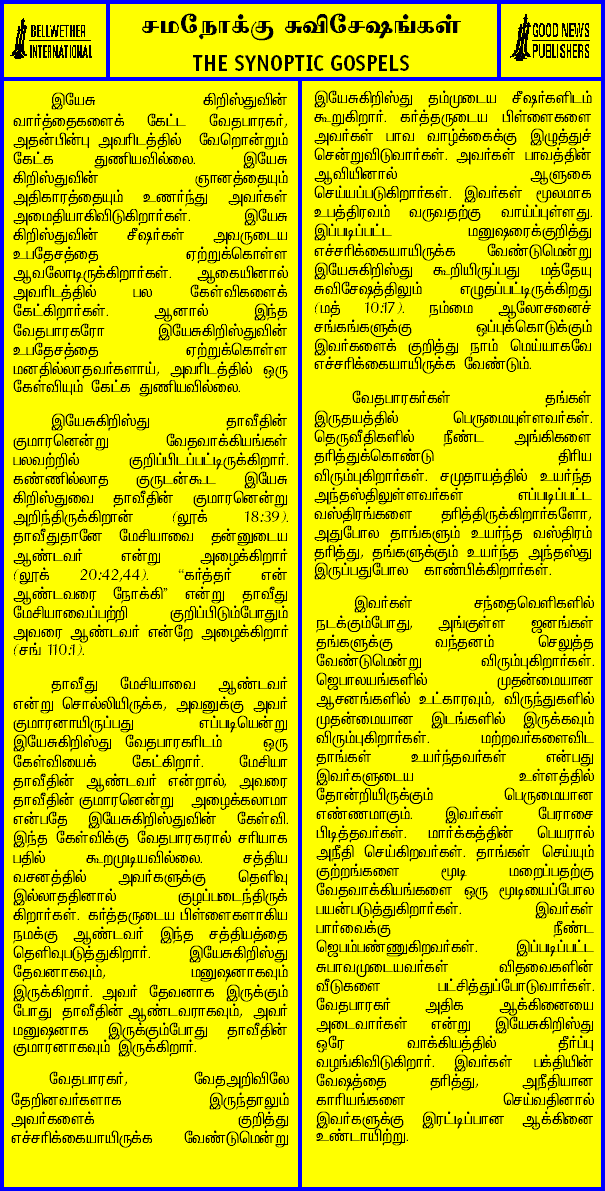 BELLWETHER
INTERNATIONAL
சமநோக்கு சுவிசேஷங்கள்
THE SYNOPTIC GOSPELS
GOOD NEWS
PUBLISHERS
இயேசு கிறிஸ்துவின்
வார்த்தைகளைக் கேட்ட வேதபாரகர்,
அதன்பின்பு அவரிடத்தில் வேறொன்றும்
கேட்க துணியவில்லை. இயேசு
கிறிஸ்துவின் ஞானத்தையும்
அதிகாரத்தையும் உணர்ந்து அவர்கள்
அமைதியாகிவிடுகிறார்கள். இயேசு
கிறிஸ்துவின் சீஷர்கள் அவருடைய
உபதேசத்தை ஏற்றுக்கொள்ள
ஆவலோடிருக்கிறார்கள். ஆகையினால்
அவரிடத்தில் பல கேள்விகளைக்
கேட்கிறார்கள். ஆனால் இந்த
வேதபாரகரோ இயேசுகிறிஸ்துவின்
உபதேசத்தை ஏற்றுக்கொள்ள
மனதில்லாதவர்களாய், அவரிடத்தில் ஒரு
கேள்வியும் கேட்க துணியவில்லை.
இயேசுகிறிஸ்து தாவீதின்
குமாரனென்று வேதவாக்கியங்கள்
பலவற்றில் குறிப்பிடப்பட்டிருக்கிறார்.
கண்ணில்லாத குருடன்கூட இயேசு
கிறிஸ்துவை தாவீதின் குமாரனென்று
அறிந்திருக்கிறான் (லூக் 18:39).
தாவீதுதானே மேசியாவை தன்னுடைய
ஆண்டவர் என்று அழைக்கிறார்
(லூக் 20:42,44). “கர்த்தர் என்
ஆண்டவரை நோக்கி” என்று தாவீது
மேசியாவைப்பற்றி குறிப்பிடும்போதும்
அவரை ஆண்டவர் என்றே அழைக்கிறார்
(சங் 110:1).
தாவீது மேசியாவை ஆண்டவர்
என்று சொல்லியிருக்க, அவனுக்கு அவர்
குமாரனாயிருப்பது எப்படியென்று
இயேசுகிறிஸ்து வேதபாரகரிடம் ஒரு
கேள்வியைக் கேட்கிறார். மேசியா
தாவீதின் ஆண்டவர் என்றால், அவரை
தாவீதின் குமாரனென்று அழைக்கலாமா
என்பதே இயேசுகிறிஸ்துவின் கேள்வி.
இந்த கேள்விக்கு வேதபாரகரால் சரியாக
பதில் கூறமுடியவில்லை. சத்திய
வசனத்தில் அவர்களுக்கு தெளிவு
இல்லாததினால் குழப்படைந்திருக்
கிறார்கள். கர்த்தருடைய பிள்ளைகளாகிய
நமக்கு ஆண்டவர் இந்த சத்தியத்தை
தெளிவுபடுத்துகிறார். இயேசுகிறிஸ்து
தேவனாகவும், மனுஷனாகவும்
இருக்கிறார். அவர் தேவனாக இருக்கும்
போது தாவீதின் ஆண்டவராகவும், அவர்
மனுஷனாக இருக்கும்போது தாவீதின்
குமாரனாகவும் இருக்கிறார்.
வேதபாரகர், வேதஅறிவிலே
தேறினவர்களாக இருந்தாலும்
அவர்களைக் குறித்து
எச்சரிக்கையாயிருக்க வேண்டுமென்று
இயேசுகிறிஸ்து தம்முடைய சீஷர்களிடம்
கூறுகிறார். கர்த்தருடைய பிள்ளைகளை
அவர்கள் பாவ வாழ்க்கைக்கு இழுத்துச்
சென்றுவிடுவார்கள். அவர்கள் பாவத்தின்
ஆவியினால் ஆளுகை
செய்யப்படுகிறார்கள். இவர்கள் மூலமாக
உபத்திரவம் வருவதற்கு வாய்ப்புள்ளது.
இப்படிப்பட்ட மனுஷரைக்குறித்து
எச்சரிக்கையாயிருக்க வேண்டுமென்று
இயேசுகிறிஸ்து கூறியிருப்பது மத்தேயு
சுவிசேஷத்திலும் எழுதப்பட்டிருக்கிறது
(மத் 10:17). நம்மை ஆலோசனைச்
சங்கங்களுக்கு ஒப்புக்கொடுக்கும்
இவர்களைக் குறித்து நாம் மெய்யாகவே
எச்சரிக்கையாயிருக்க வேண்டும்.
வேதபாரகர்கள் தங்கள்
இருதயத்தில் பெருமையுள்ளவர்கள்.
தெருவீதிகளில் நீண்ட அங்கிகளை
தரித்துக்கொண்டு திரிய
விரும்புகிறார்கள். சமுதாயத்தில் உயர்ந்த
அந்தஸ்திலுள்ளவர்கள் எப்படிப்பட்ட
வஸ்திரங்களை தரித்திருக்கிறார்களோ,
அதுபோல தாங்களும் உயர்ந்த வஸ்திரம்
தரித்து, தங்களுக்கும் உயர்ந்த அந்தஸ்து
இருப்பதுபோல காண்பிக்கிறார்கள்.
இவர்கள் சந்தைவெளிகளில்
நடக்கும்போது, அங்குள்ள ஜனங்கள்
தங்களுக்கு வந்தனம் செலுத்த
வேண்டுமென்று விரும்புகிறார்கள்.
ஜெபாலயங்களில் முதன்மையான
ஆசனங்களில் உட்காரவும், விருந்துகளில்
முதன்மையான இடங்களில் இருக்கவும்
விரும்புகிறார்கள். மற்றவர்களைவிட
தாங்கள் உயர்ந்தவர்கள் என்பது
இவர்களுடைய உள்ளத்தில்
தோன்றியிருக்கும் பெருமையான
எண்ணமாகும். இவர்கள் பேராசை
பிடித்தவர்கள். மார்க்கத்தின் பெயரால்
அநீதி செய்கிறவர்கள். தாங்கள் செய்யும்
குற்றங்களை மூடி மறைப்பதற்கு
வேதவாக்கியங்களை ஒரு மூடியைப்போல
பயன்படுத்துகிறார்கள். இவர்கள்
பார்வைக்கு நீண்ட
ஜெபம்பண்ணுகிறவர்கள். இப்படிப்பட்ட
சுபாவமுடையவர்கள் விதவைகளின்
வீடுகளை பட்சித்துப்போடுவார்கள்.
வேதபாரகர் அதிக ஆக்கினையை
அடைவார்கள் என்று இயேசுகிறிஸ்து
ஒரே வாக்கியத்தில் தீர்ப்பு
வழங்கிவிடுகிறார். இவர்கள் பக்தியின்
வேஷத்தை தரித்து, அநீதியான
காரியங்களை செய்வதினால்
இவர்களுக்கு இரட்டிப்பான ஆக்கினை
உண்டாயிற்று.